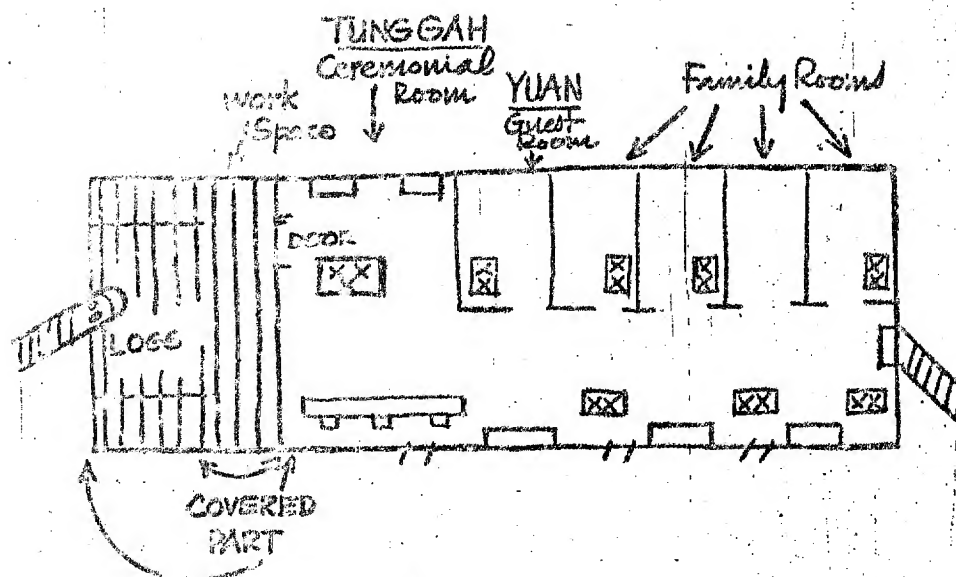 TUNGGAH
Ceremonial
Room
work
Space
YUAN
Guest
Room
Family Rooms
DOOR
LOGS
COVERED
PART